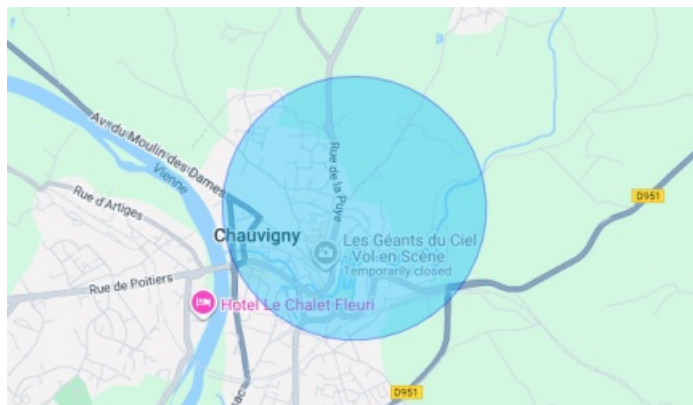 Av. du Moulin des Dames
Vienne
Rue d'Artiges
Rue de la Puye
D951
Chauvigny
Les Géants du Ciel
- Vol en Scène
Temporarily closed
Rue de Poitiers
Hotel Le Chalet Fleuri
D951